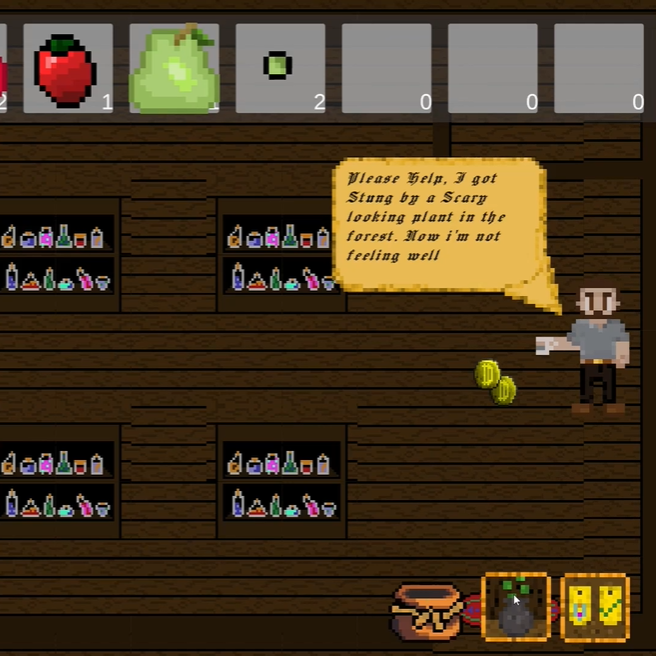 2 1 1 2 0 0 0
Please Help, I got
Stung by a Scary
looking plant in the
forest. Now i'm not
feeling well